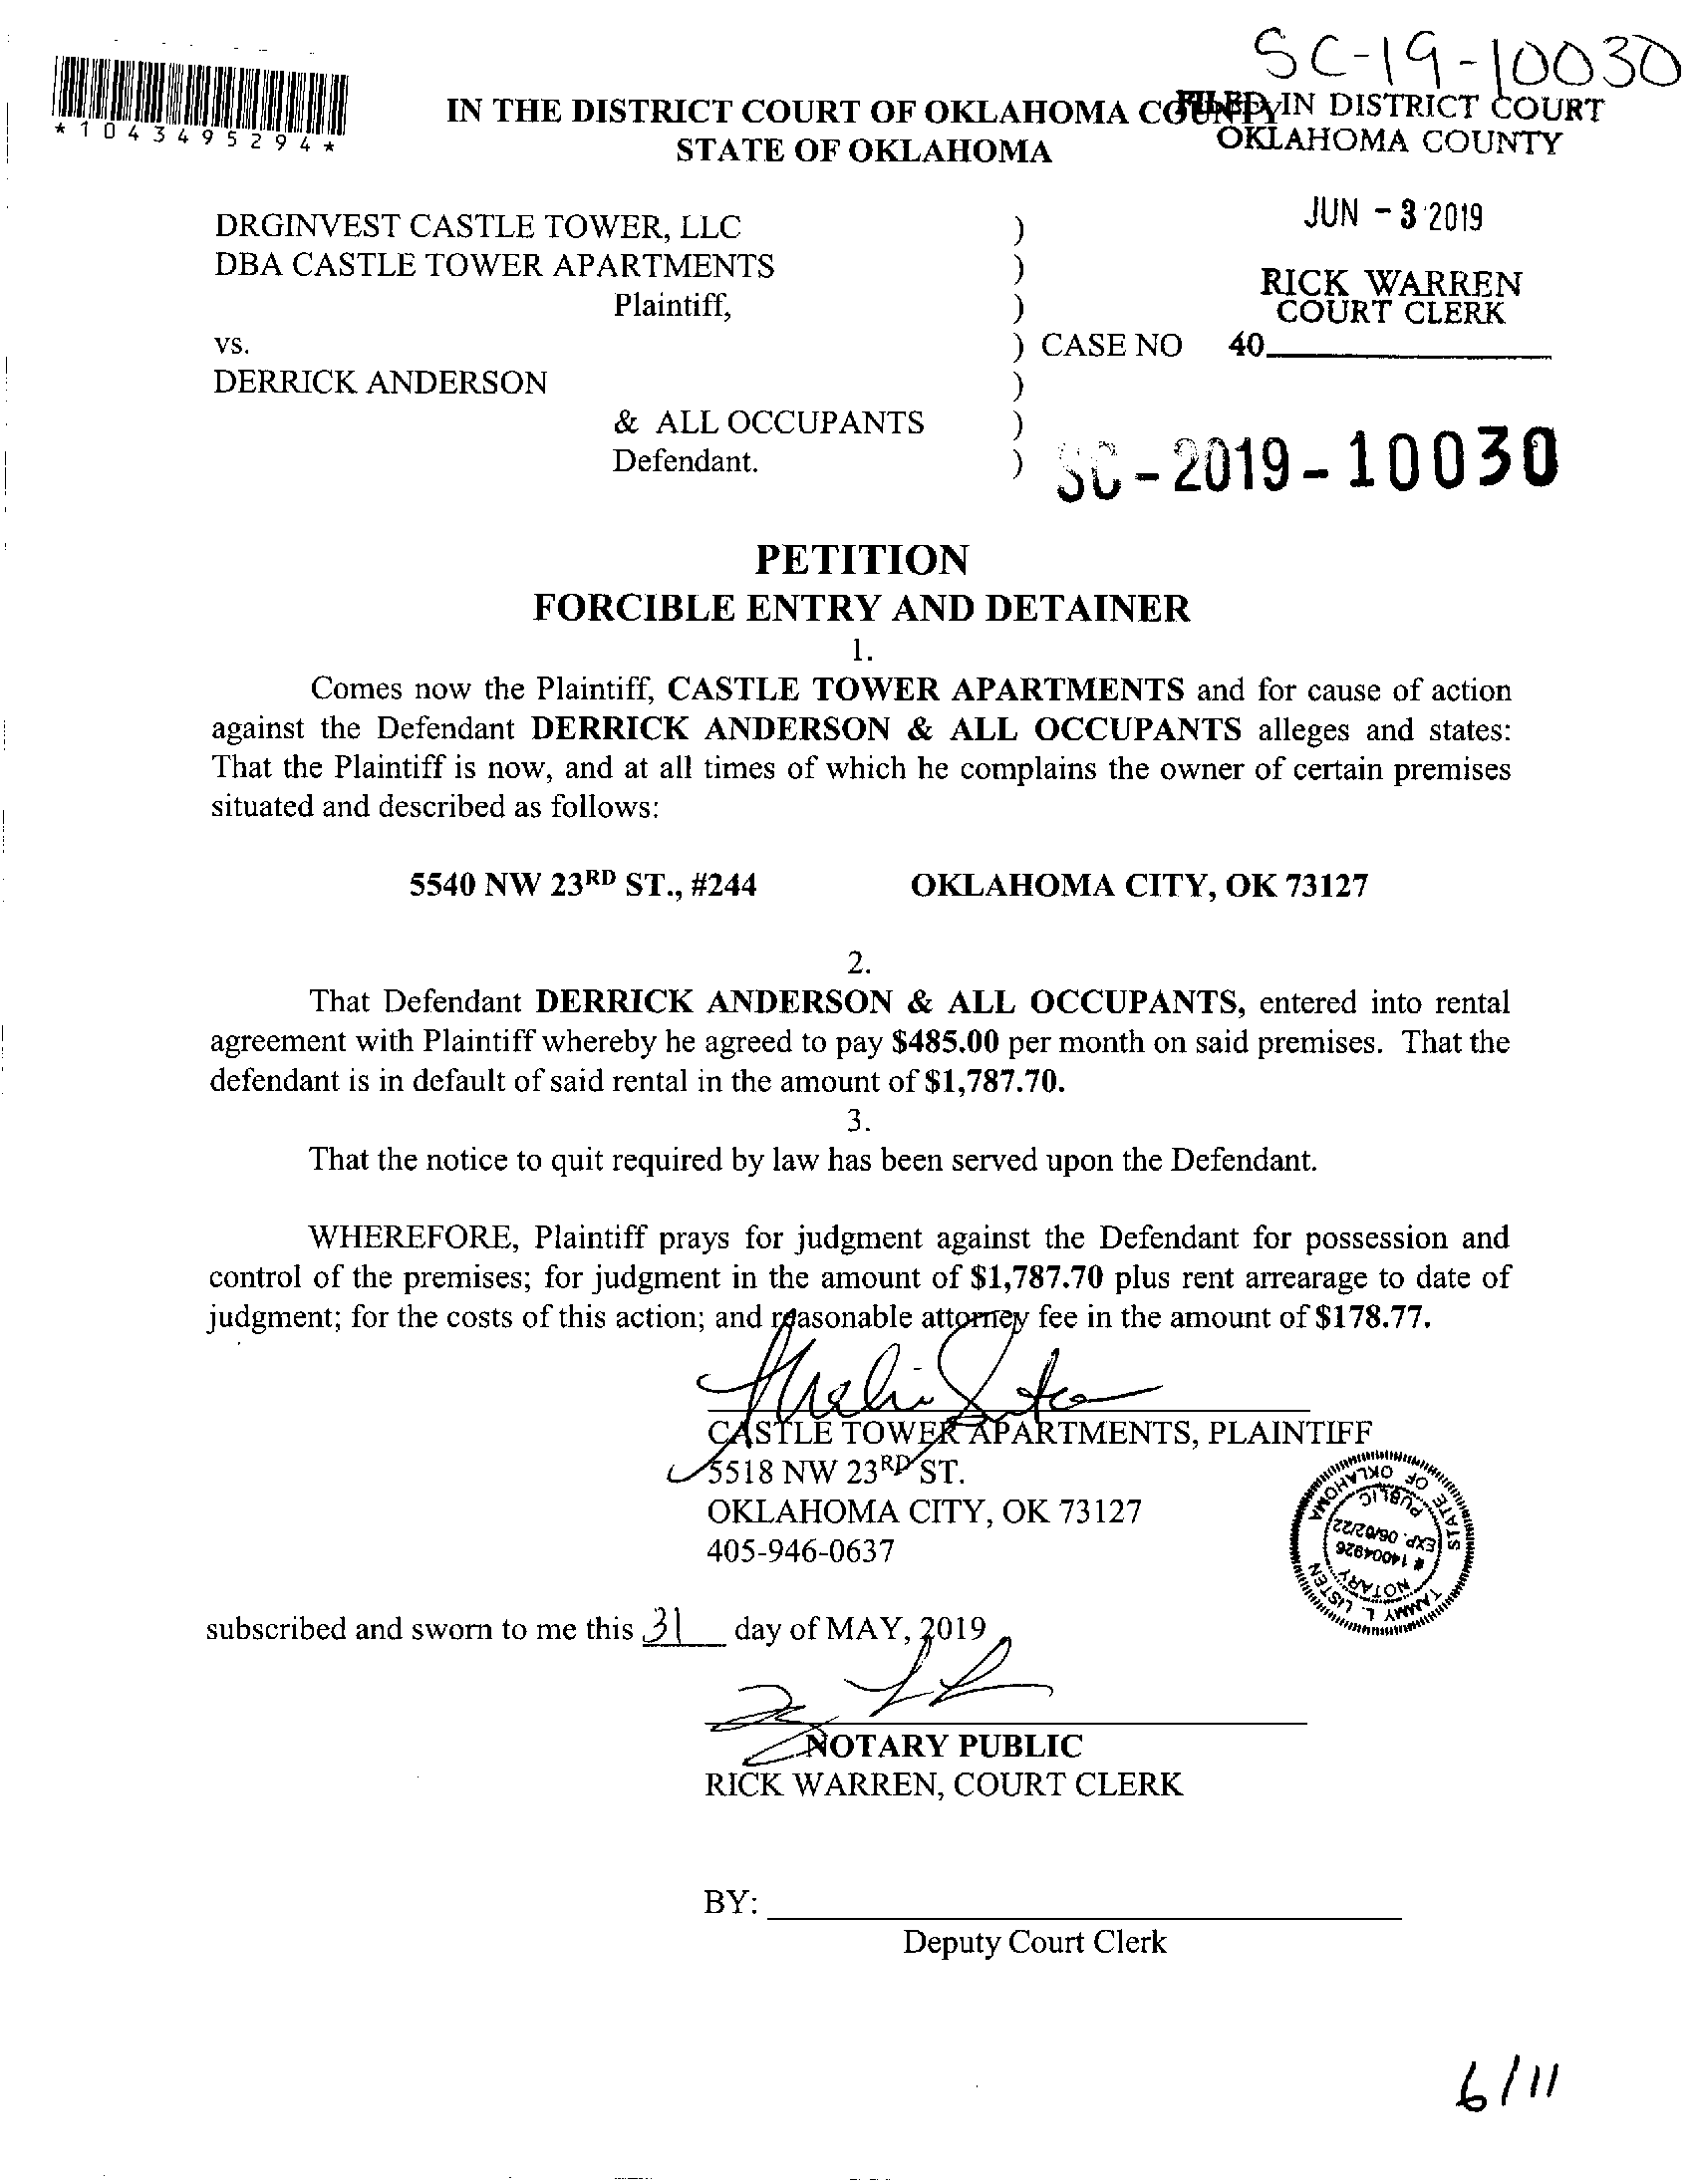 SC-19-10030
*1043495294*
IN THE DISTRICT COURT OF OKLAHOMA COUNTY
STATE OF OKLAHOMA
FILED IN DISTRICT COURT
OKLAHOMA COUNTY
JUN - 3 2019
RICK WARREN
COURT CLERK
40
DRGINVEST CASTLE TOWER, LLC )
DBA CASTLE TOWER APARTMENTS )
Plaintiff, )
vs. ) CASE NO
DERRICK ANDERSON )
& ALL OCCUPANTS )
Defendant. )
SC-2019-10030
PETITION
FORCIBLE ENTRY AND DETAINER
1.
Comes now the Plaintiff, CASTLE TOWER APARTMENTS and for cause of action
against the Defendant DERRICK ANDERSON & ALL OCCUPANTS alleges and states:
That the Plaintiff is now, and at all times of which he complains the owner of certain premises
situated and described as follows:
5540 NW 23RD ST., #244 OKLAHOMA CITY, OK 73127
2.
That Defendant DERRICK ANDERSON & ALL OCCUPANTS, entered into rental
agreement with Plaintiff whereby he agreed to pay $485.00 per month on said premises. That the
defendant is in default of said rental in the amount of $1,787.70.
3.
That the notice to quit required by law has been served upon the Defendant.
WHEREFORE, Plaintiff prays for judgment against the Defendant for possession and
control of the premises; for judgment in the amount of $1,787.70 plus rent arrearage to date of
judgment; for the costs of this action; and reasonable attorney fee in the amount of $178.77.
CASTLE TOWER APARTMENTS, PLAINTIFF
5518 NW 23RD ST.
OKLAHOMA CITY, OK 73127
405-946-0637
TAMMY L. LISTEN
NOTARY
# 14004926
EXP. 06/02/22
PUBLIC
STATE OF OKLAHOMA
subscribed and sworn to me this 31 day of MAY, 2019
NOTARY PUBLIC
RICK WARREN, COURT CLERK
BY:
Deputy Court Clerk
6/11